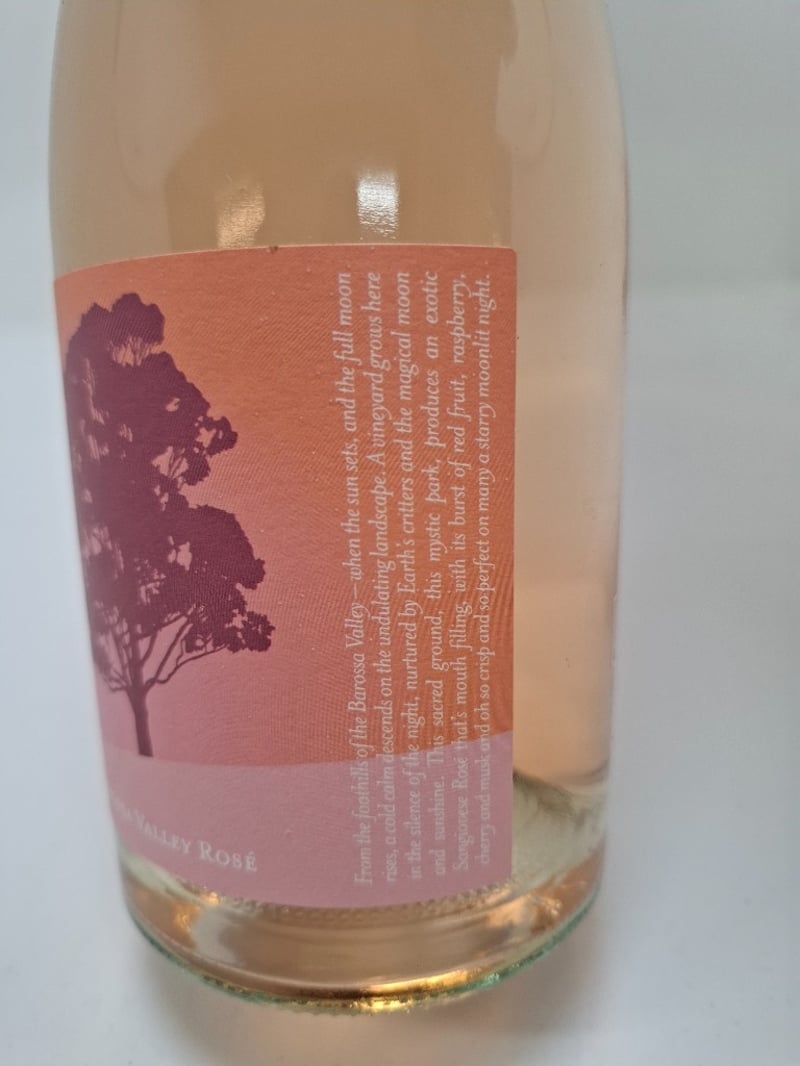 From the foothills of the Barossa Valley – when the sun sets, and the full moon
rises, a cold calm descends on the undulating landscape. A vineyard grows here
in the silence of the night, nurtured by Earth's critters and the magical moon
and sunshine. This sacred ground, this mystic park, produces an exotic
Sangiovese Rosé that's mouth filling, with its burst of red fruit, raspberry,
cherry and musk and oh so crisp and so perfect on many a starry moonlit night.
Valley Rosé